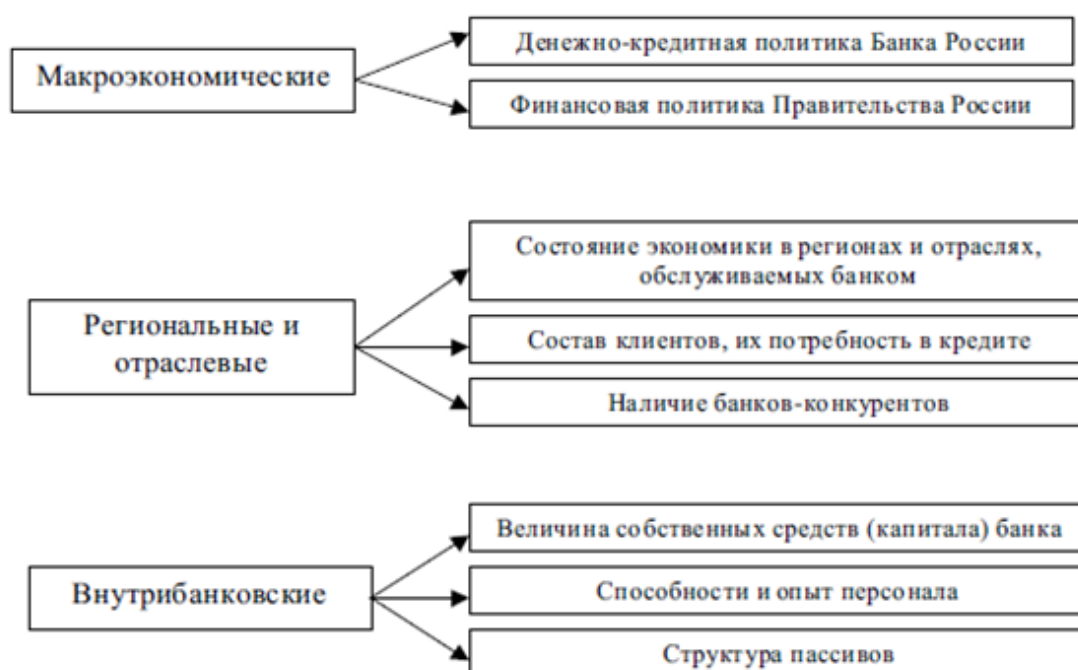 Макроэкономические
Денежно-кредитная политика Банка России
Финансовая политика Правительства России
Региональные и
отраслевые
Состояние экономики в регионах и отраслях,
обслуживаемых банком
Состав клиентов, их потребность в кредите
Наличие банков-конкурентов
Внутрибанковские
Величина собственных средств (капитала) банка
Способности и опыт персонала
Структура пассивов